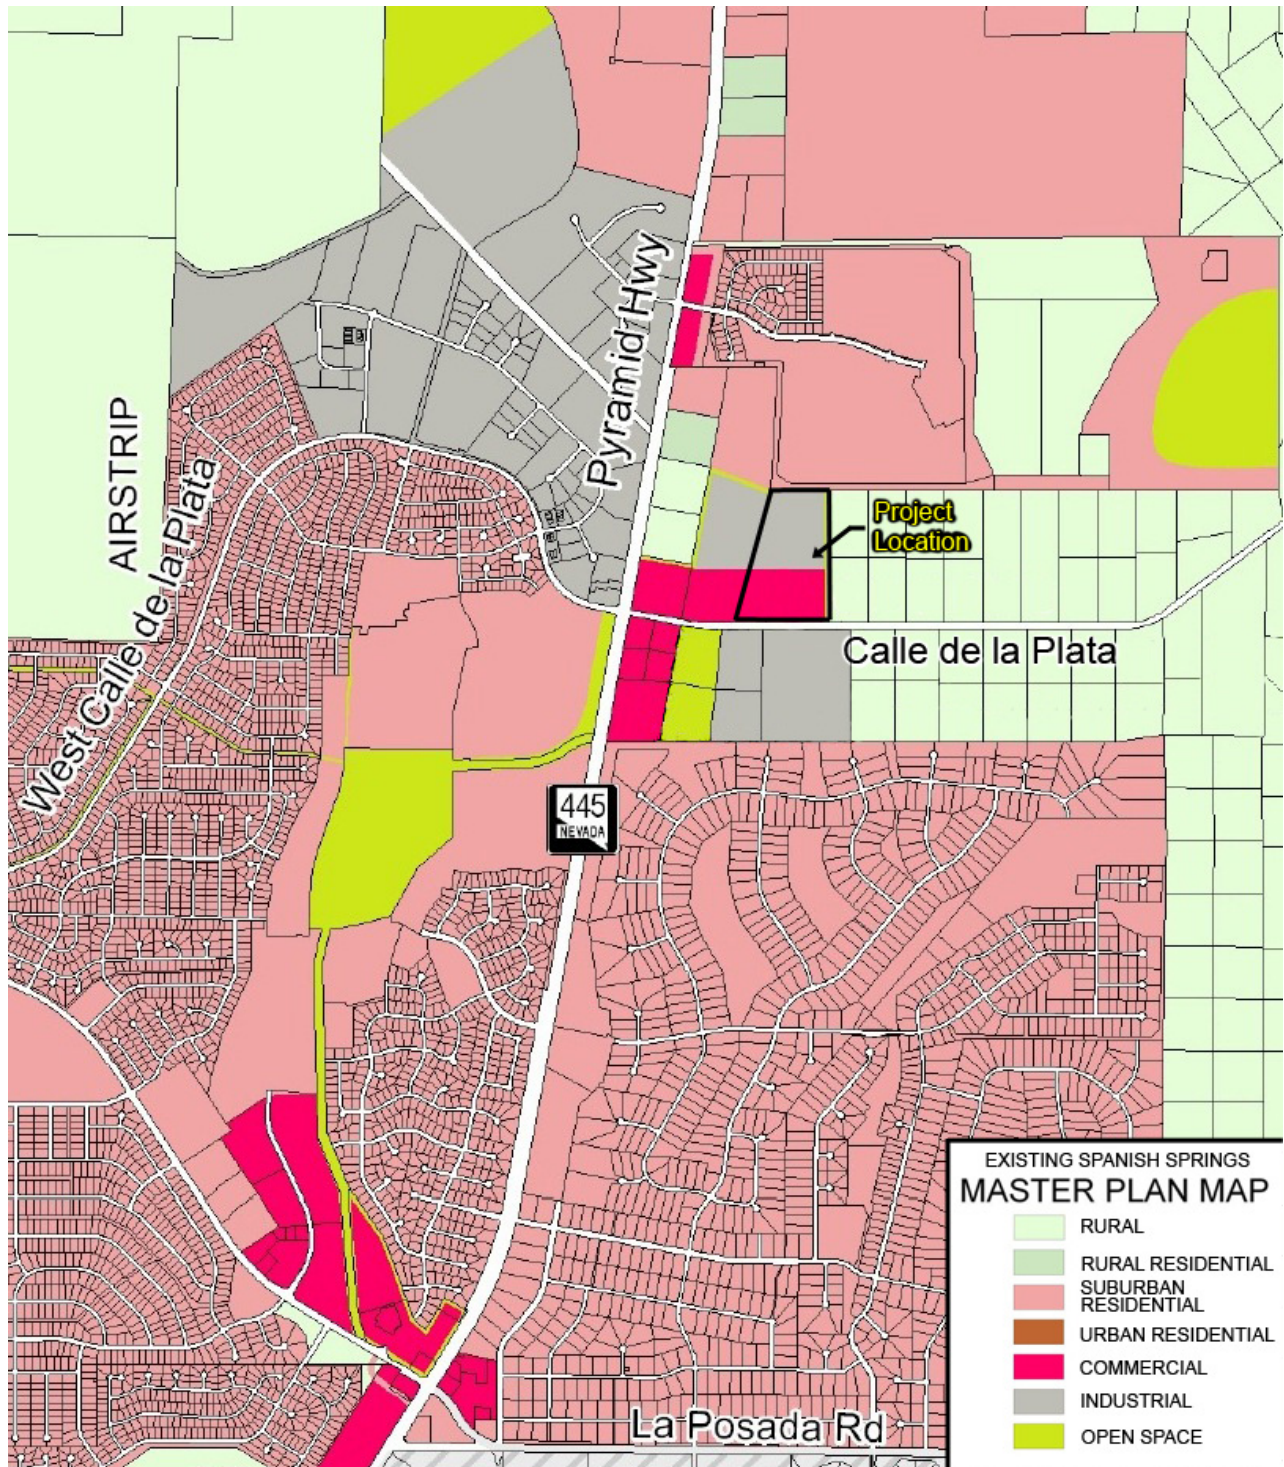 Pyramid Hwy
AIRSTRIP
West Calle de la Plata
Project
Location
Calle de la Plata
445
NEVADA
La Posada Rd
EXISTING SPANISH SPRINGS
MASTER PLAN MAP
RURAL
RURAL RESIDENTIAL
SUBURBAN
RESIDENTIAL
URBAN RESIDENTIAL
COMMERCIAL
INDUSTRIAL
OPEN SPACE